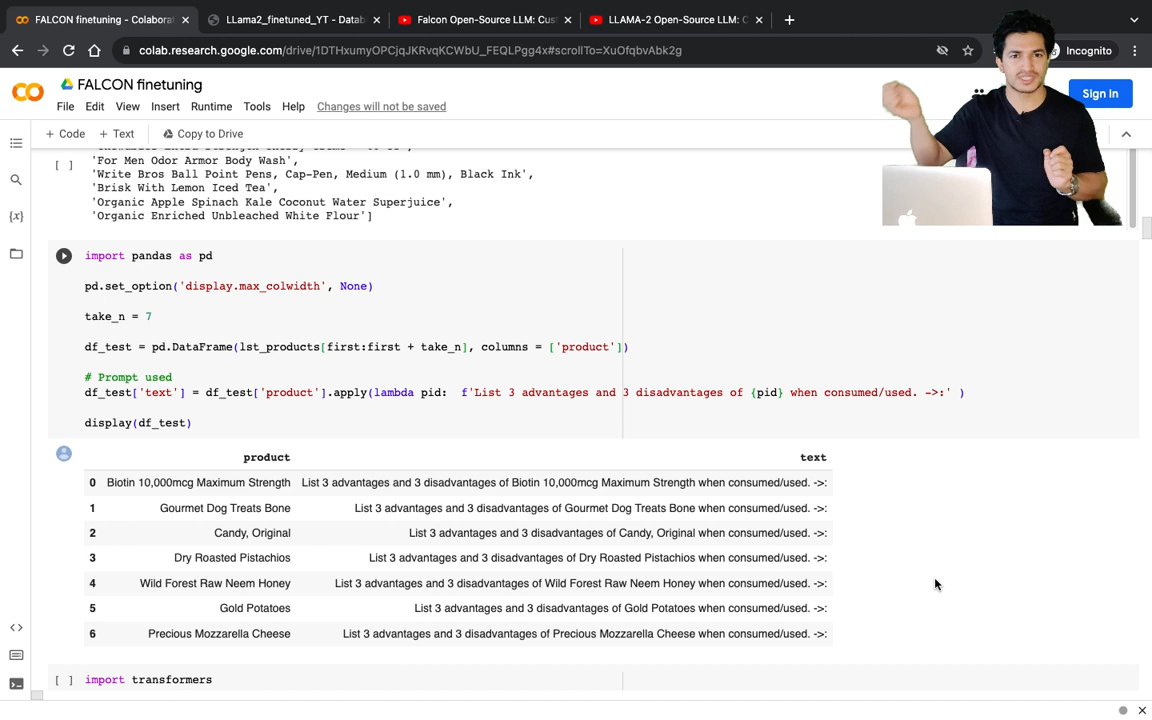 FALCON finetuning - Colaborat
LLama2_finetuned_YT - Datab
Falcon Open-Source LLM: Cus
LLAMA-2 Open-Source LLM: C
colab.research.google.com/drive/1DTHxumyOPCjqJKRvqKCWbU_FEQLPgg4x#scrollTo=XuOfqbvAbk2g
Incognito
FALCON finetuning
File Edit View Insert Runtime Tools Help Changes will not be saved
Sign in
+ Code + Text Copy to Drive
[ ]
'For Men Odor Armor Body Wash',
'Write Bros Ball Point Pens, Cap-Pen, Medium (1.0 mm), Black Ink',
'Brisk With Lemon Iced Tea',
'Organic Apple Spinach Kale Coconut Water Superjuice',
'Organic Enriched Unbleached White Flour']
{x}
import pandas as pd
pd.set_option('display.max_colwidth', None)
take_n = 7
df_test = pd.DataFrame(lst_products[first:first + take_n], columns = ['product'])
# Prompt used
df_test['text'] = df_test['product'].apply(lambda pid: f'List 3 advantages and 3 disadvantages of {pid} when consumed/used. ->:' )
display(df_test)
product text
0 Biotin 10,000mcg Maximum Strength List 3 advantages and 3 disadvantages of Biotin 10,000mcg Maximum Strength when consumed/used. ->:
1 Gourmet Dog Treats Bone List 3 advantages and 3 disadvantages of Gourmet Dog Treats Bone when consumed/used. ->:
2 Candy, Original List 3 advantages and 3 disadvantages of Candy, Original when consumed/used. ->:
3 Dry Roasted Pistachios List 3 advantages and 3 disadvantages of Dry Roasted Pistachios when consumed/used. ->:
4 Wild Forest Raw Neem Honey List 3 advantages and 3 disadvantages of Wild Forest Raw Neem Honey when consumed/used. ->:
5 Gold Potatoes List 3 advantages and 3 disadvantages of Gold Potatoes when consumed/used. ->:
6 Precious Mozzarella Cheese List 3 advantages and 3 disadvantages of Precious Mozzarella Cheese when consumed/used. ->:
[ ] import transformers